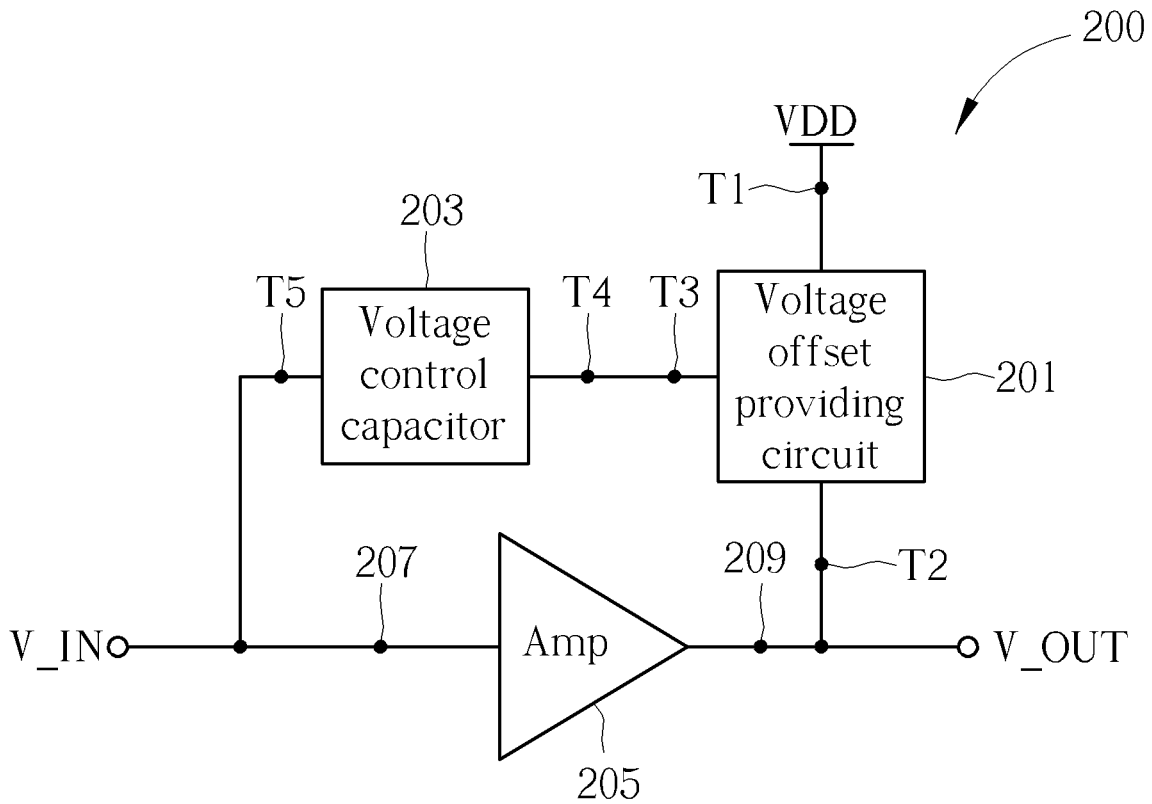 200
VDD
T1
203
T5
T4
T3
Voltage
control
capacitor
Voltage
offset
providing
circuit
201
207
209
T2
V_IN
Amp
V_OUT
205